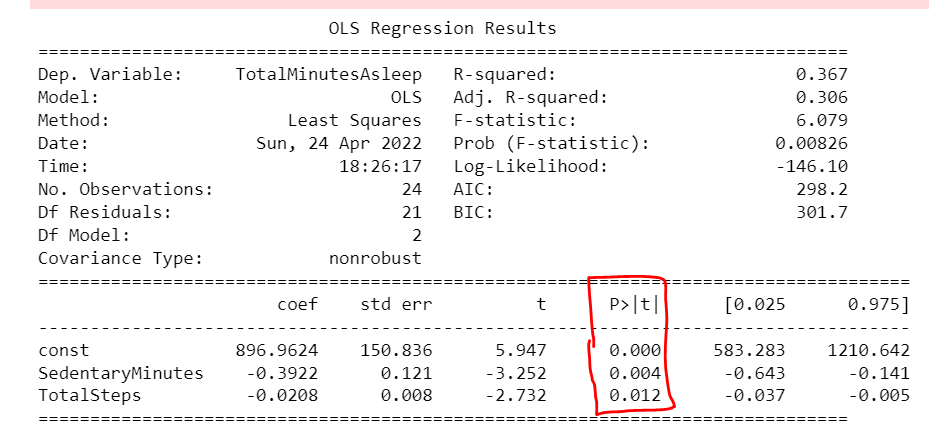 OLS Regression Results
==============================================================================
Dep. Variable: TotalMinutesAsleep R-squared: 0.367
Model: OLS Adj. R-squared: 0.306
Method: Least Squares F-statistic: 6.079
Date: Sun, 24 Apr 2022 Prob (F-statistic): 0.00826
Time: 18:26:17 Log-Likelihood: -146.10
No. Observations: 24 AIC: 298.2
Df Residuals: 21 BIC: 301.7
Df Model: 2
Covariance Type: nonrobust
====================================================================================
coef std err t P>|t| [0.025 0.975]
------------------------------------------------------------------------------------
const 896.9624 150.836 5.947 0.000 583.283 1210.642
SedentaryMinutes -0.3922 0.121 -3.252 0.004 -0.643 -0.141
TotalSteps -0.0208 0.008 -2.732 0.012 -0.037 -0.005
==============================================================================